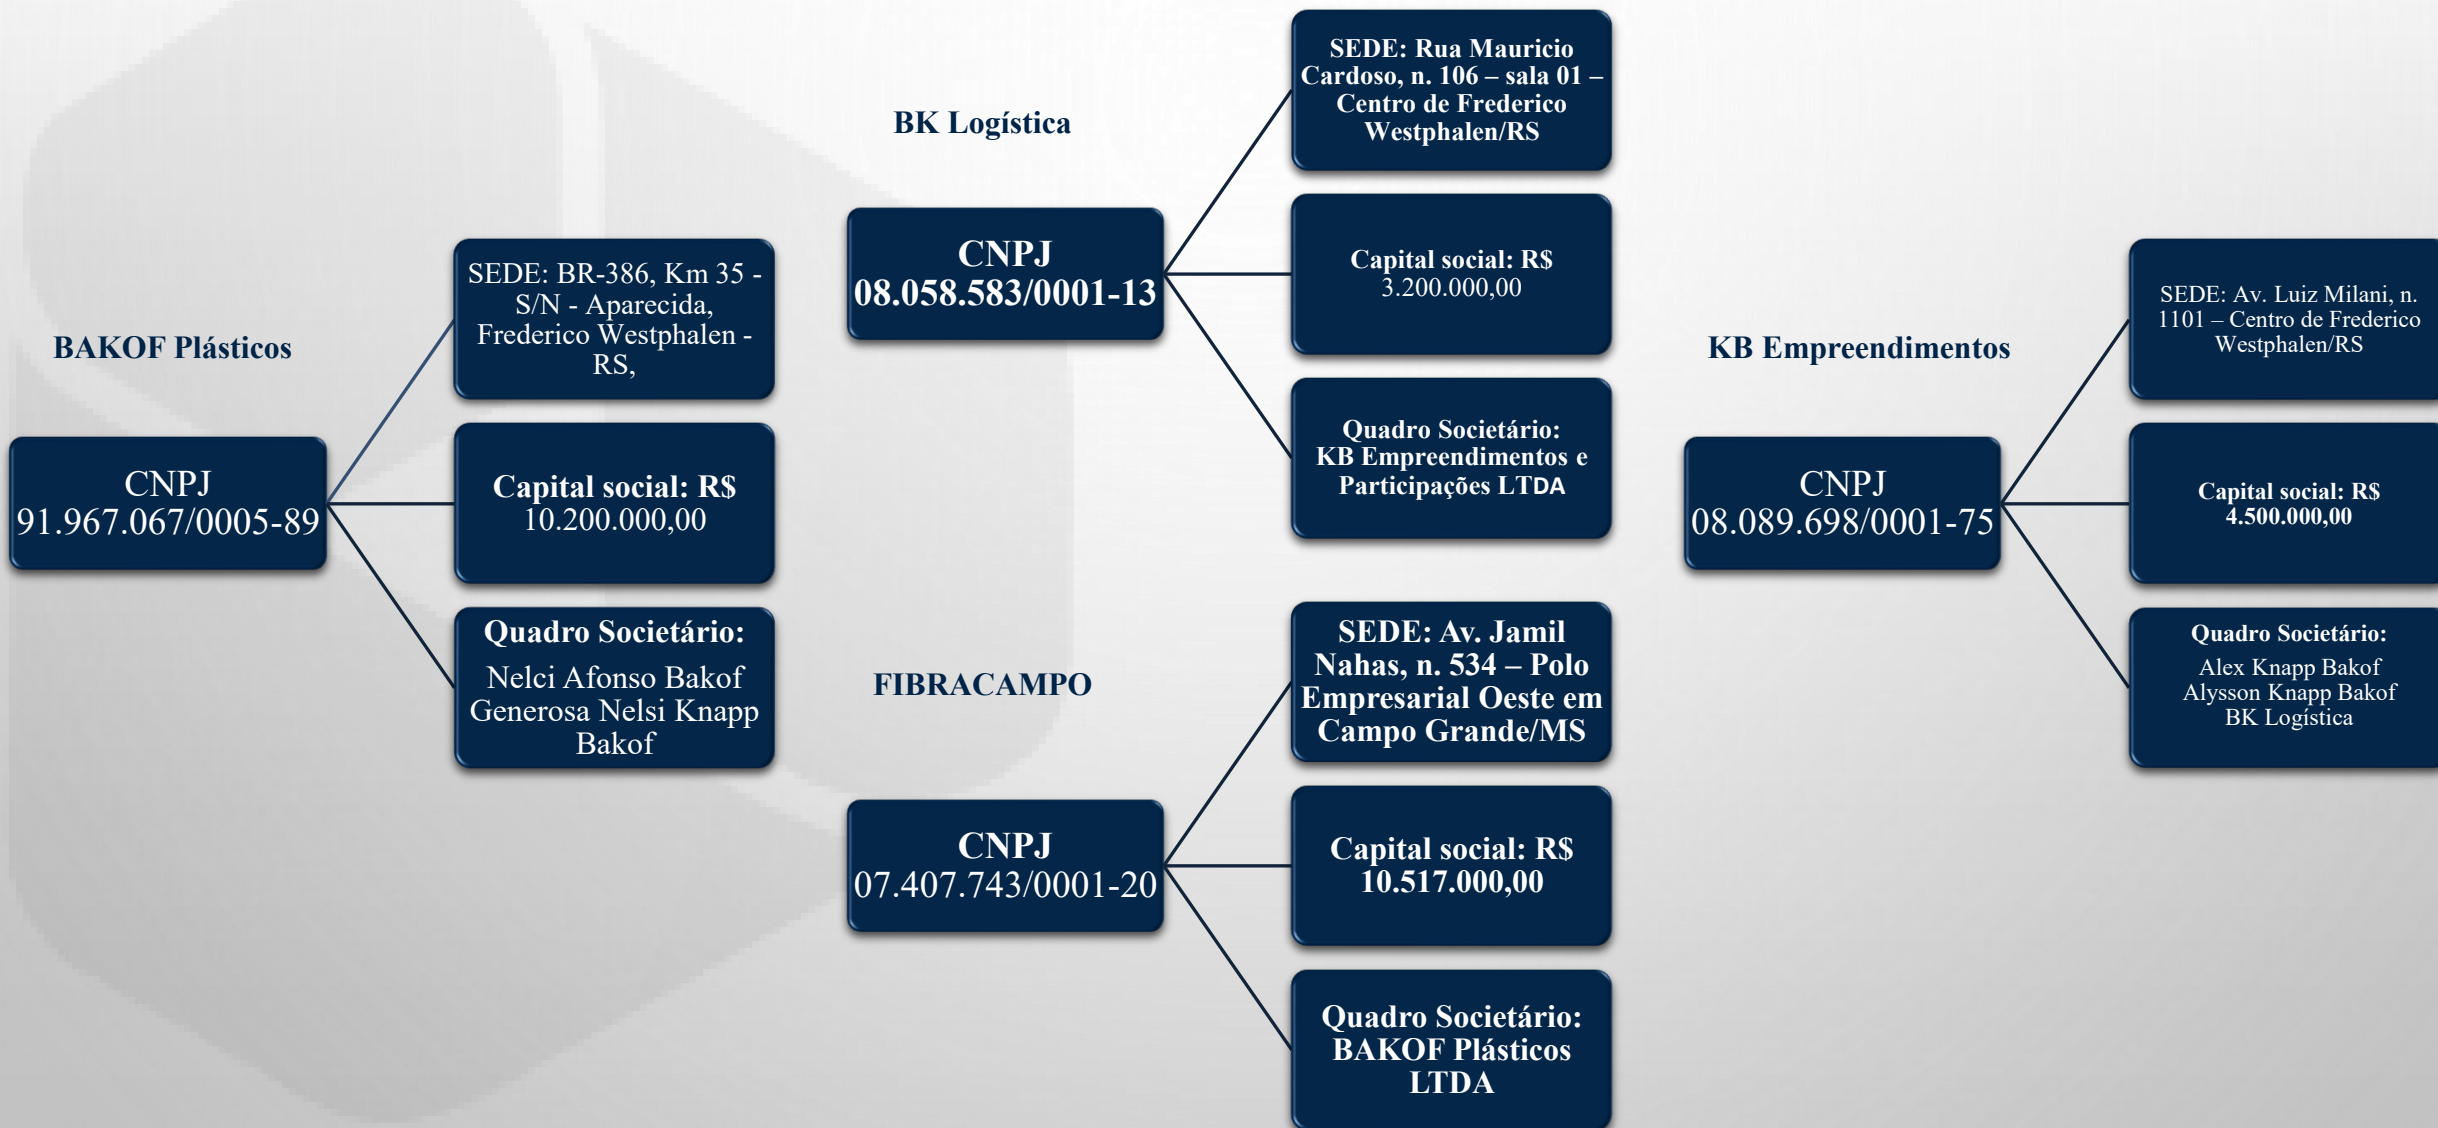 BAKOF Plásticos
CNPJ
91.967.067/0005-89
SEDE: BR-386, Km 35 -
S/N - Aparecida,
Frederico Westphalen -
RS,
Capital social: R$
10.200.000,00
Quadro Societário:
Nelci Afonso Bakof
Generosa Nelsi Knapp
Bakof
BK Logística
CNPJ
08.058.583/0001-13
SEDE: Rua Mauricio
Cardoso, n. 106 – sala 01 –
Centro de Frederico
Westphalen/RS
Capital social: R$
3.200.000,00
Quadro Societário:
KB Empreendimentos e
Participações LTDA
FIBRACAMPO
CNPJ
07.407.743/0001-20
SEDE: Av. Jamil
Nahas, n. 534 – Polo
Empresarial Oeste em
Campo Grande/MS
Capital social: R$
10.517.000,00
Quadro Societário:
BAKOF Plásticos
LTDA
KB Empreendimentos
CNPJ
08.089.698/0001-75
SEDE: Av. Luiz Milani, n.
1101 – Centro de Frederico
Westphalen/RS
Capital social: R$
4.500.000,00
Quadro Societário:
Alex Knapp Bakof
Alysson Knapp Bakof
BK Logística